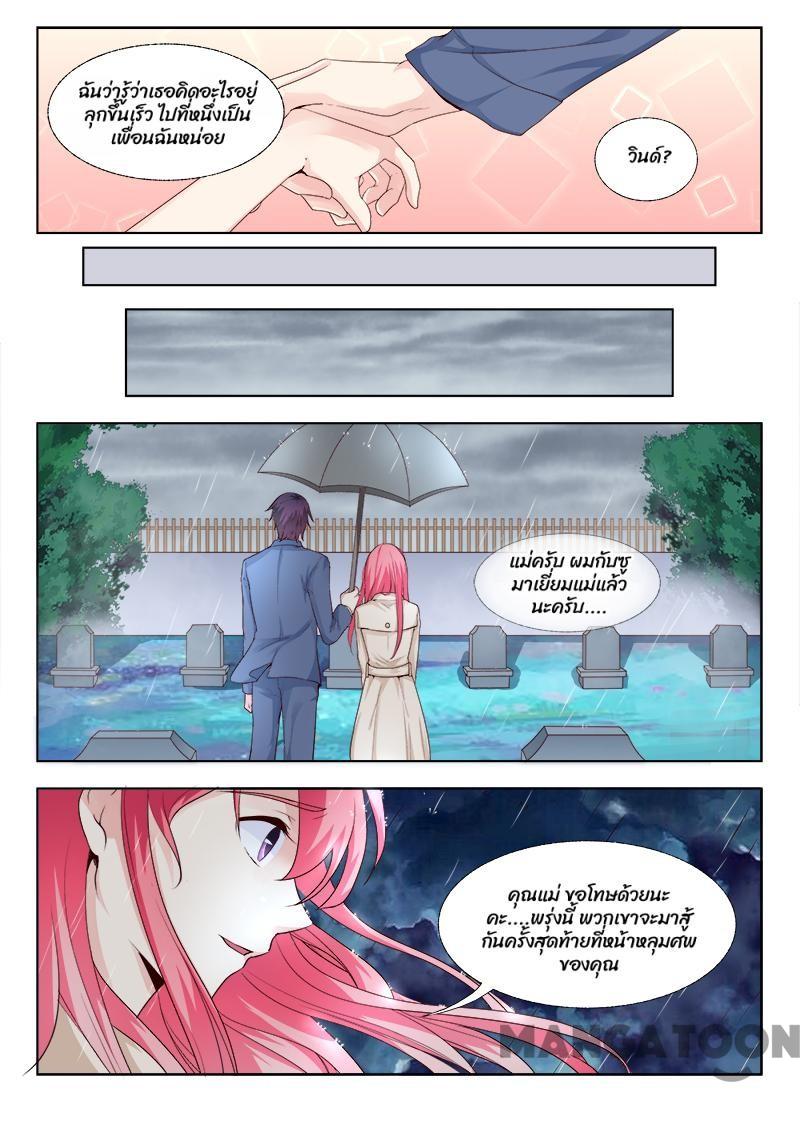 ฉันว่ารู้ว่าเธอคิดอะไรอยู่
ลุกขึ้นเร็ว ไปที่หนึ่งเป็น
เพื่อนฉันหน่อย
วินด์?
แม่ครับ ผมกับซู
มาเยี่ยมแม่แล้ว
นะครับ....
คุณแม่ ขอโทษด้วยนะ
คะ....พรุ่งนี้ พวกเขาจะมาสู้
กันครั้งสุดท้ายที่หน้าหลุมศพ
ของคุณ
MANGATOON